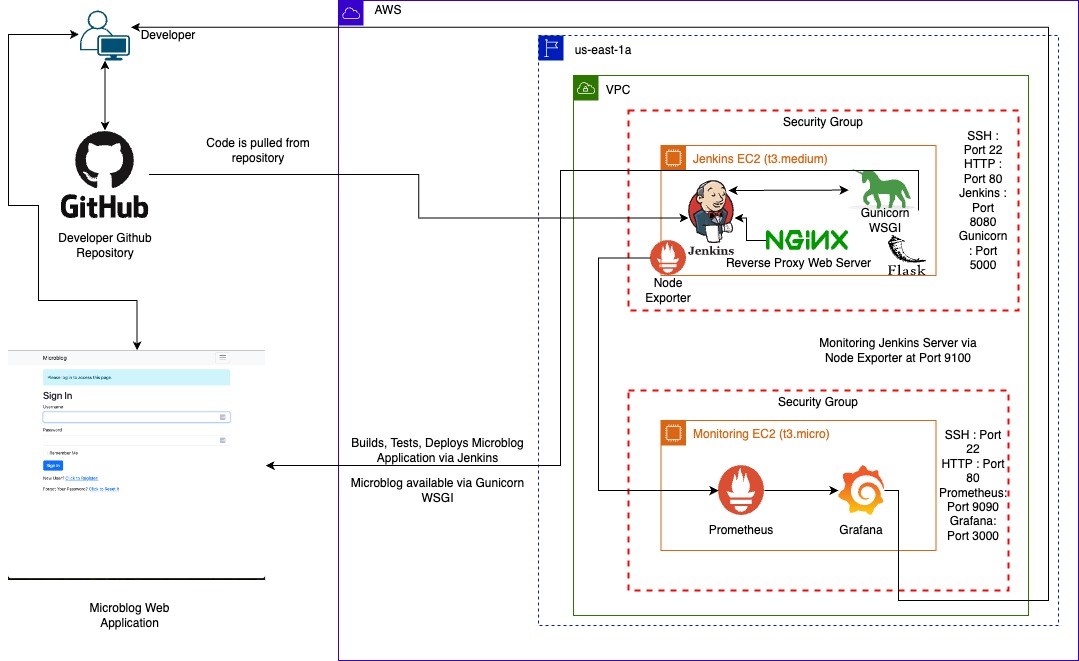 AWS
Developer
us-east-1a
VPC
Security Group
SSH :
Port 22
HTTP :
Port 80
Jenkins :
Port
8080
Gunicorn
: Port
5000
Jenkins EC2 (t3.medium)
Code is pulled from
repository
GitHub
Developer Github
Repository
Jenkins
Gunicorn
WSGI
NGINX
Reverse Proxy Web Server
Flask
Node
Exporter
Monitoring Jenkins Server via
Node Exporter at Port 9100
Microblog
Please log in to access this page.
Sign In
Username
Password
Remember Me
Sign In
New User? Click to Register!
Forgot Your Password? Click to Reset It
Microblog Web
Application
Builds, Tests, Deploys Microblog
Application via Jenkins
Microblog available via Gunicorn
WSGI
Security Group
Monitoring EC2 (t3.micro)
SSH : Port
22
HTTP : Port
80
Prometheus:
Port 9090
Grafana:
Port 3000
Prometheus
Grafana